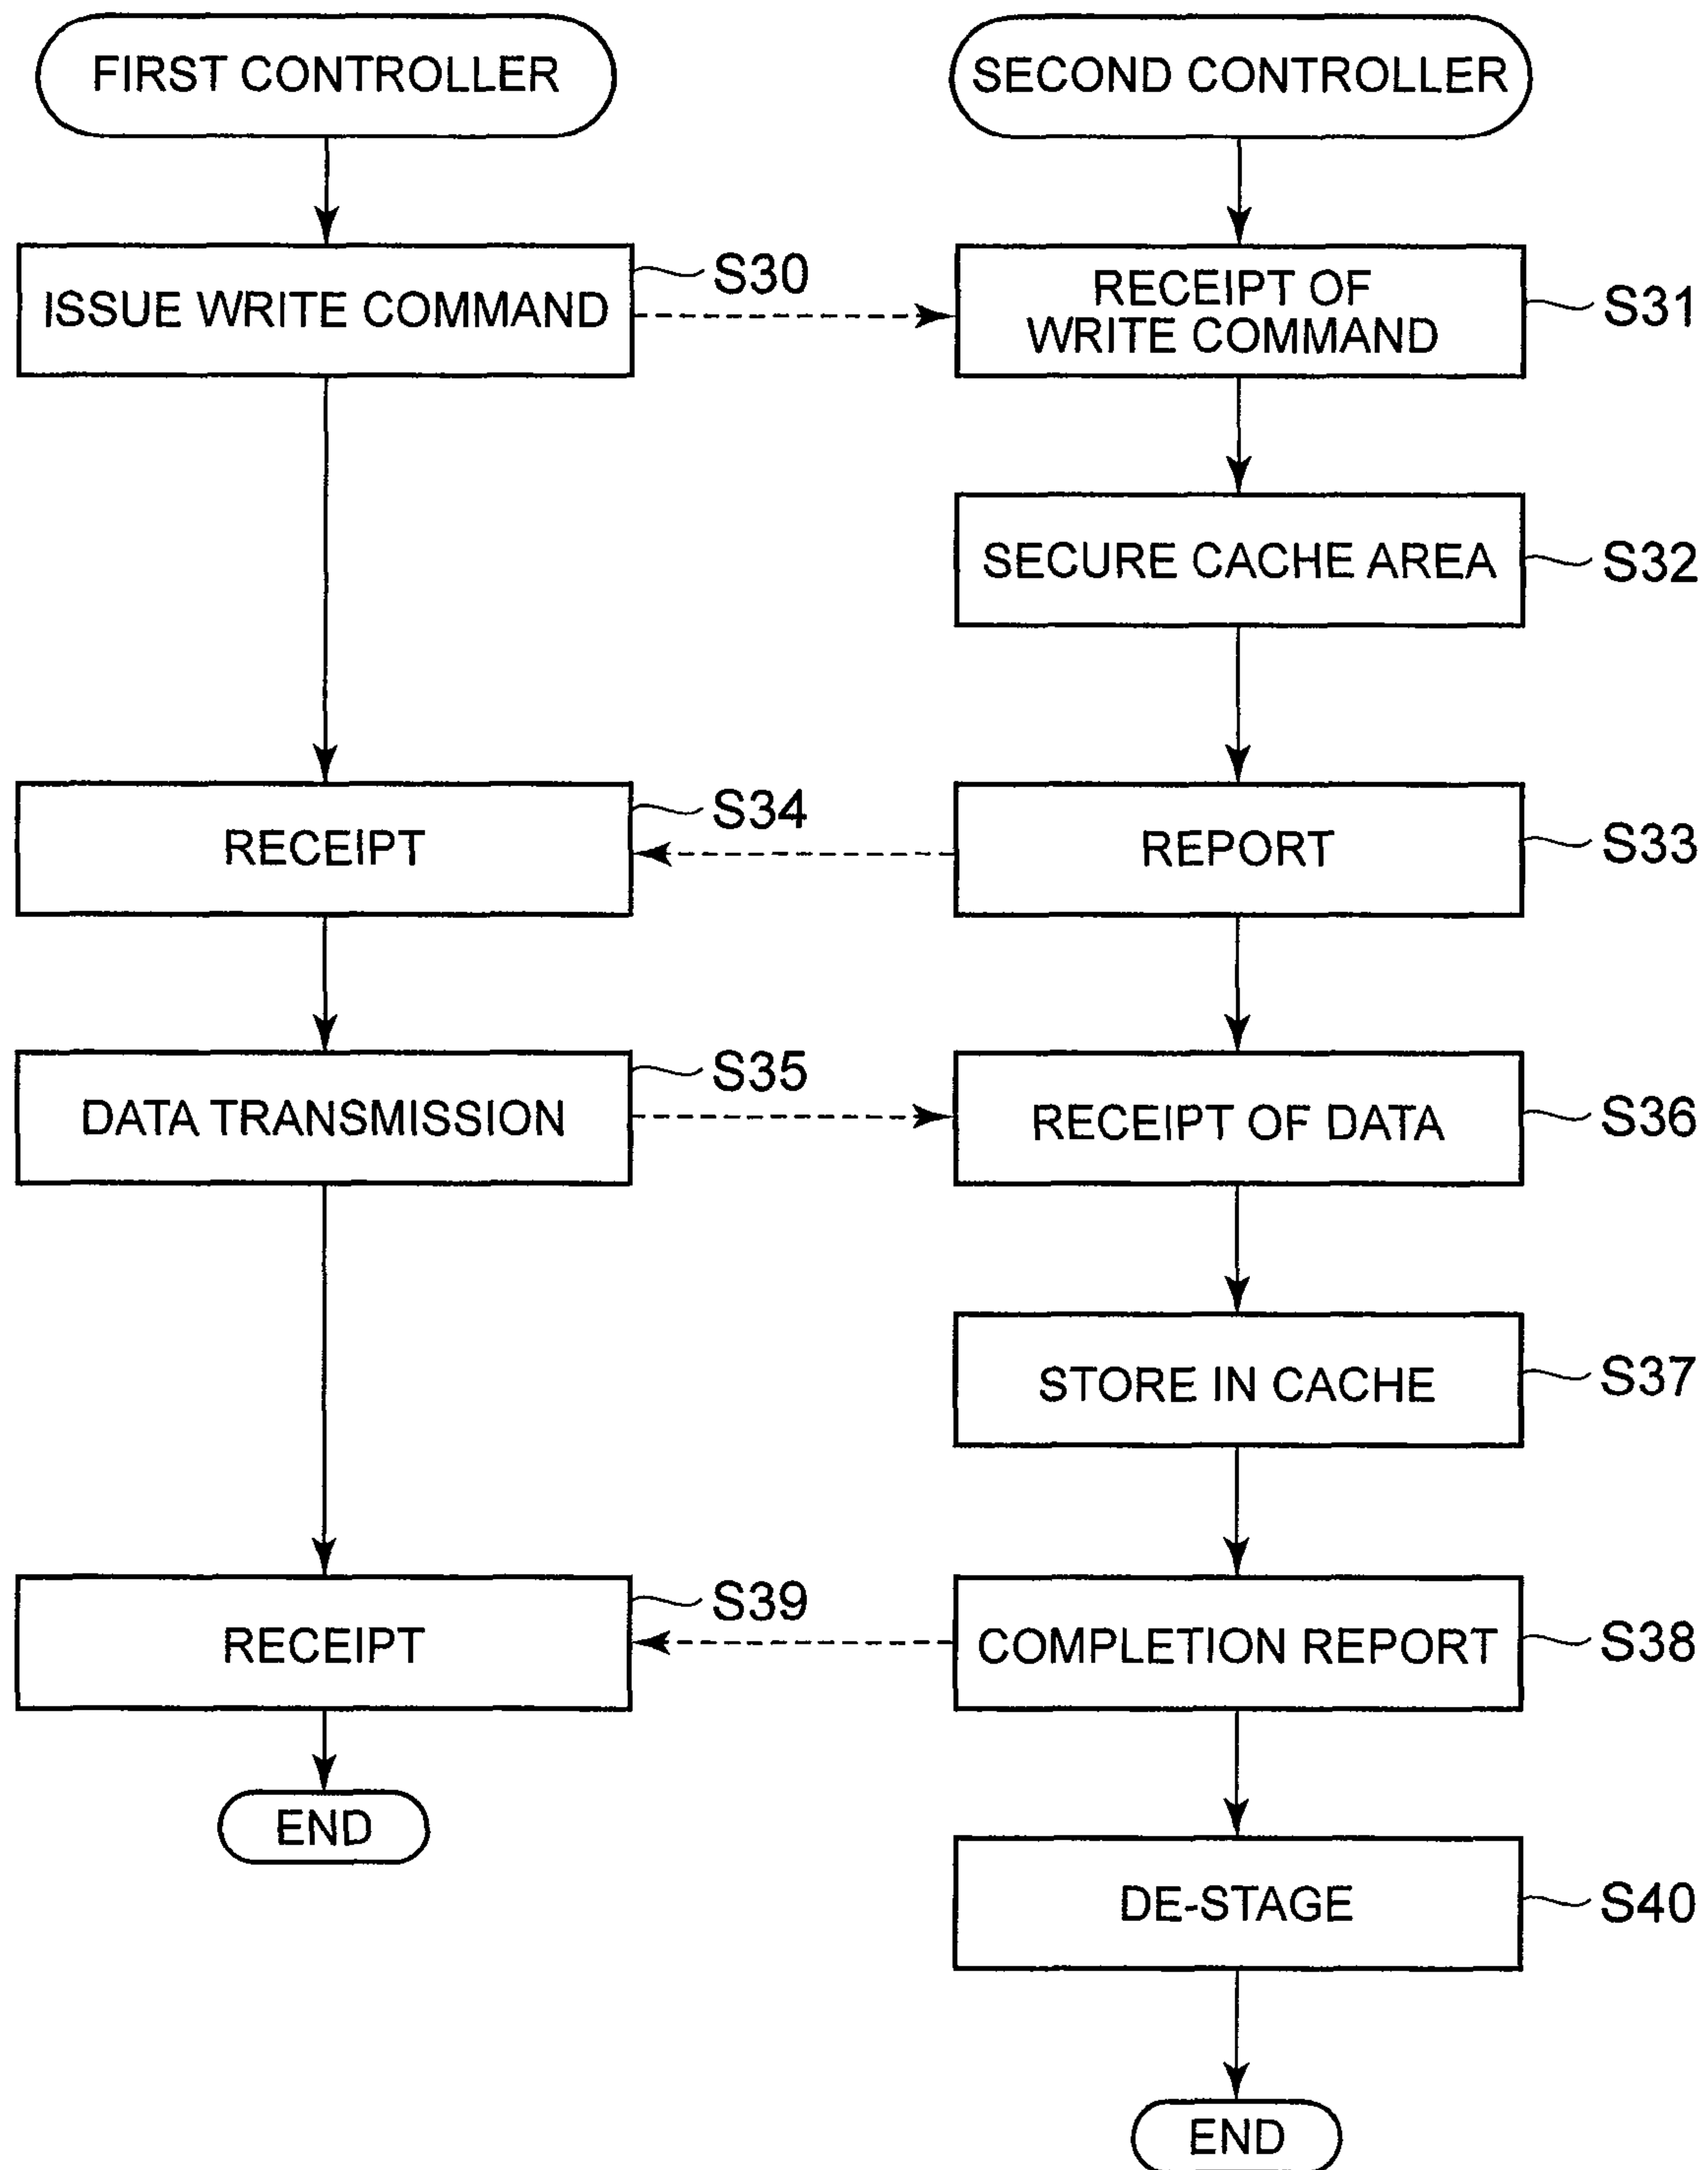 FIRST CONTROLLER
SECOND CONTROLLER
ISSUE WRITE COMMAND
S30
RECEIPT OF
WRITE COMMAND
S31
SECURE CACHE AREA
S32
RECEIPT
S34
REPORT
S33
DATA TRANSMISSION
S35
RECEIPT OF DATA
S36
STORE IN CACHE
S37
RECEIPT
S39
COMPLETION REPORT
S38
END
DE-STAGE
S40
END